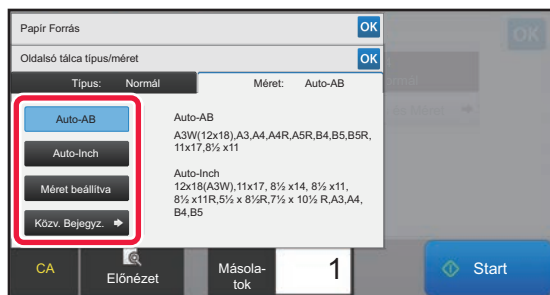 Papír Forrás
OK
OK
Oldalsó tálca típus/méret
OK
Típus: Normál
Méret: Auto-AB
Auto-AB
Auto-Inch
Méret beállítva
Közv. Bejegyz.
Auto-AB
A3W(12x18),A3,A4,A4R,A5R,B4,B5,B5R,
11x17,8½ x11
Auto-Inch
12x18(A3W),11x17, 8½ x14, 8½ x11,
8½ x11R,5½ x 8½R,7½ x 10½ R,A3,A4,
B4,B5
CA
Előnézet
Másola-
tok
1
Start